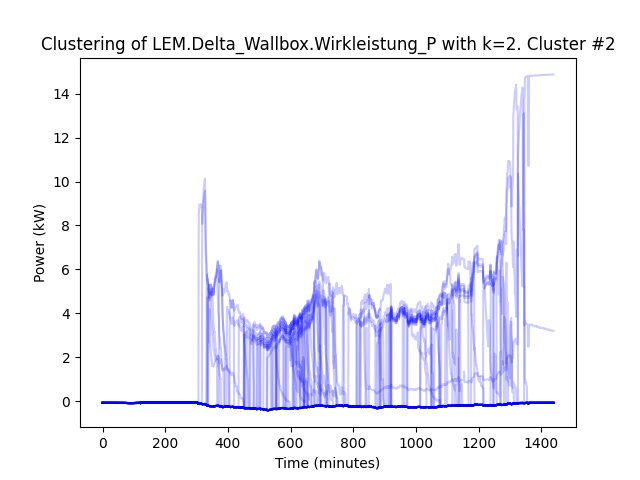 Clustering of LEM.Delta_Wallbox.Wirkleistung_P with k=2. Cluster #2
Power (kW)
14
12
10
8
6
4
2
0
0 200 400 600 800 1000 1200 1400
Time (minutes)